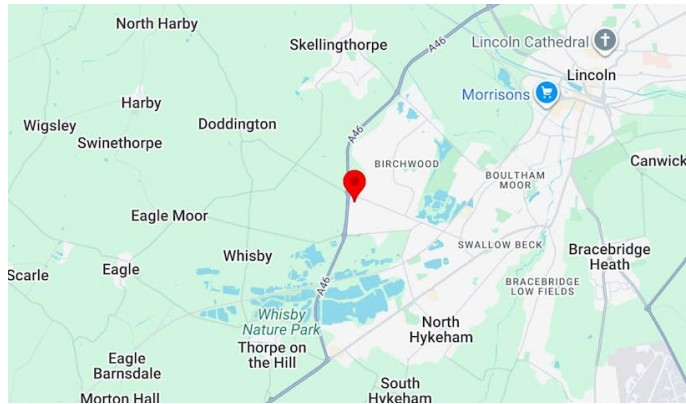 North Harby
Skellingthorpe
A46
Lincoln Cathedral
Lincoln
Morrisons
Harby
Wigsley
Doddington
Swinethorpe
A46
BIRCHWOOD
Canwick
BOULTHAM
MOOR
Eagle Moor
Whisby
SWALLOW BECK
Bracebridge
Heath
Scarle
Eagle
A46
BRACEBRIDGE
LOW FIELDS
Whisby
Nature Park
North
Hykeham
Thorpe on
the Hill
Eagle
Barnsdale
South
Hykeham
Morton Hall